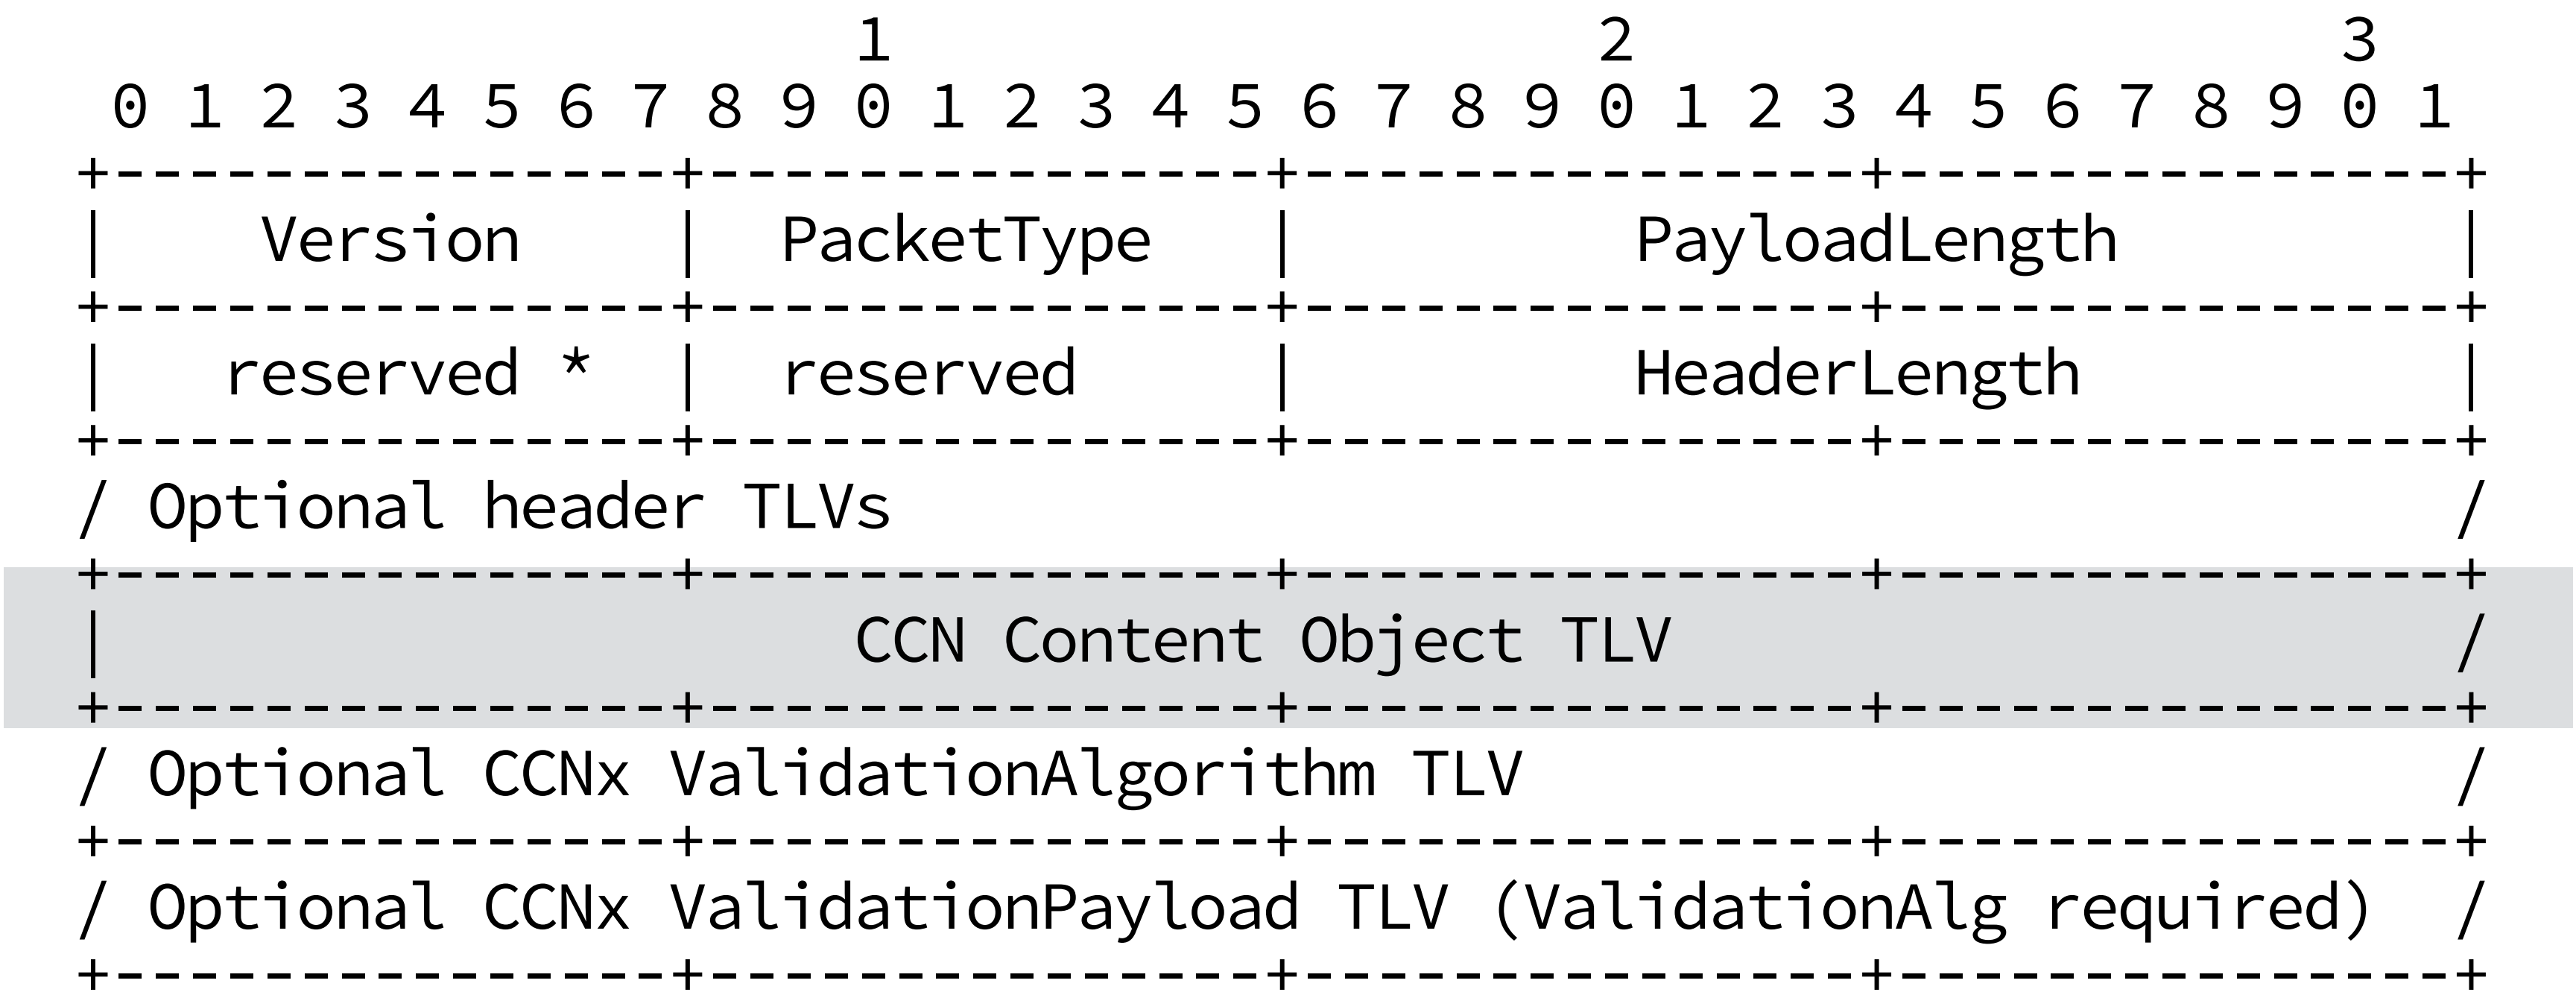 1                   2                   3
 0 1 2 3 4 5 6 7 8 9 0 1 2 3 4 5 6 7 8 9 0 1 2 3 4 5 6 7 8 9 0 1
+---------------+---------------+---------------+---------------+
|    Version    |  PacketType   |         PayloadLength         |
+---------------+---------------+---------------+---------------+
|   reserved *  |  reserved     |         HeaderLength          |
+---------------+---------------+---------------+---------------+
/ Optional header TLVs                                          /
+---------------+---------------+---------------+---------------+
|                    CCN Content Object TLV                     /
+---------------+---------------+---------------+---------------+
/ Optional CCNx ValidationAlgorithm TLV                         /
+---------------+---------------+---------------+---------------+
/ Optional CCNx ValidationPayload TLV (ValidationAlg required)  /
+---------------+---------------+---------------+---------------+